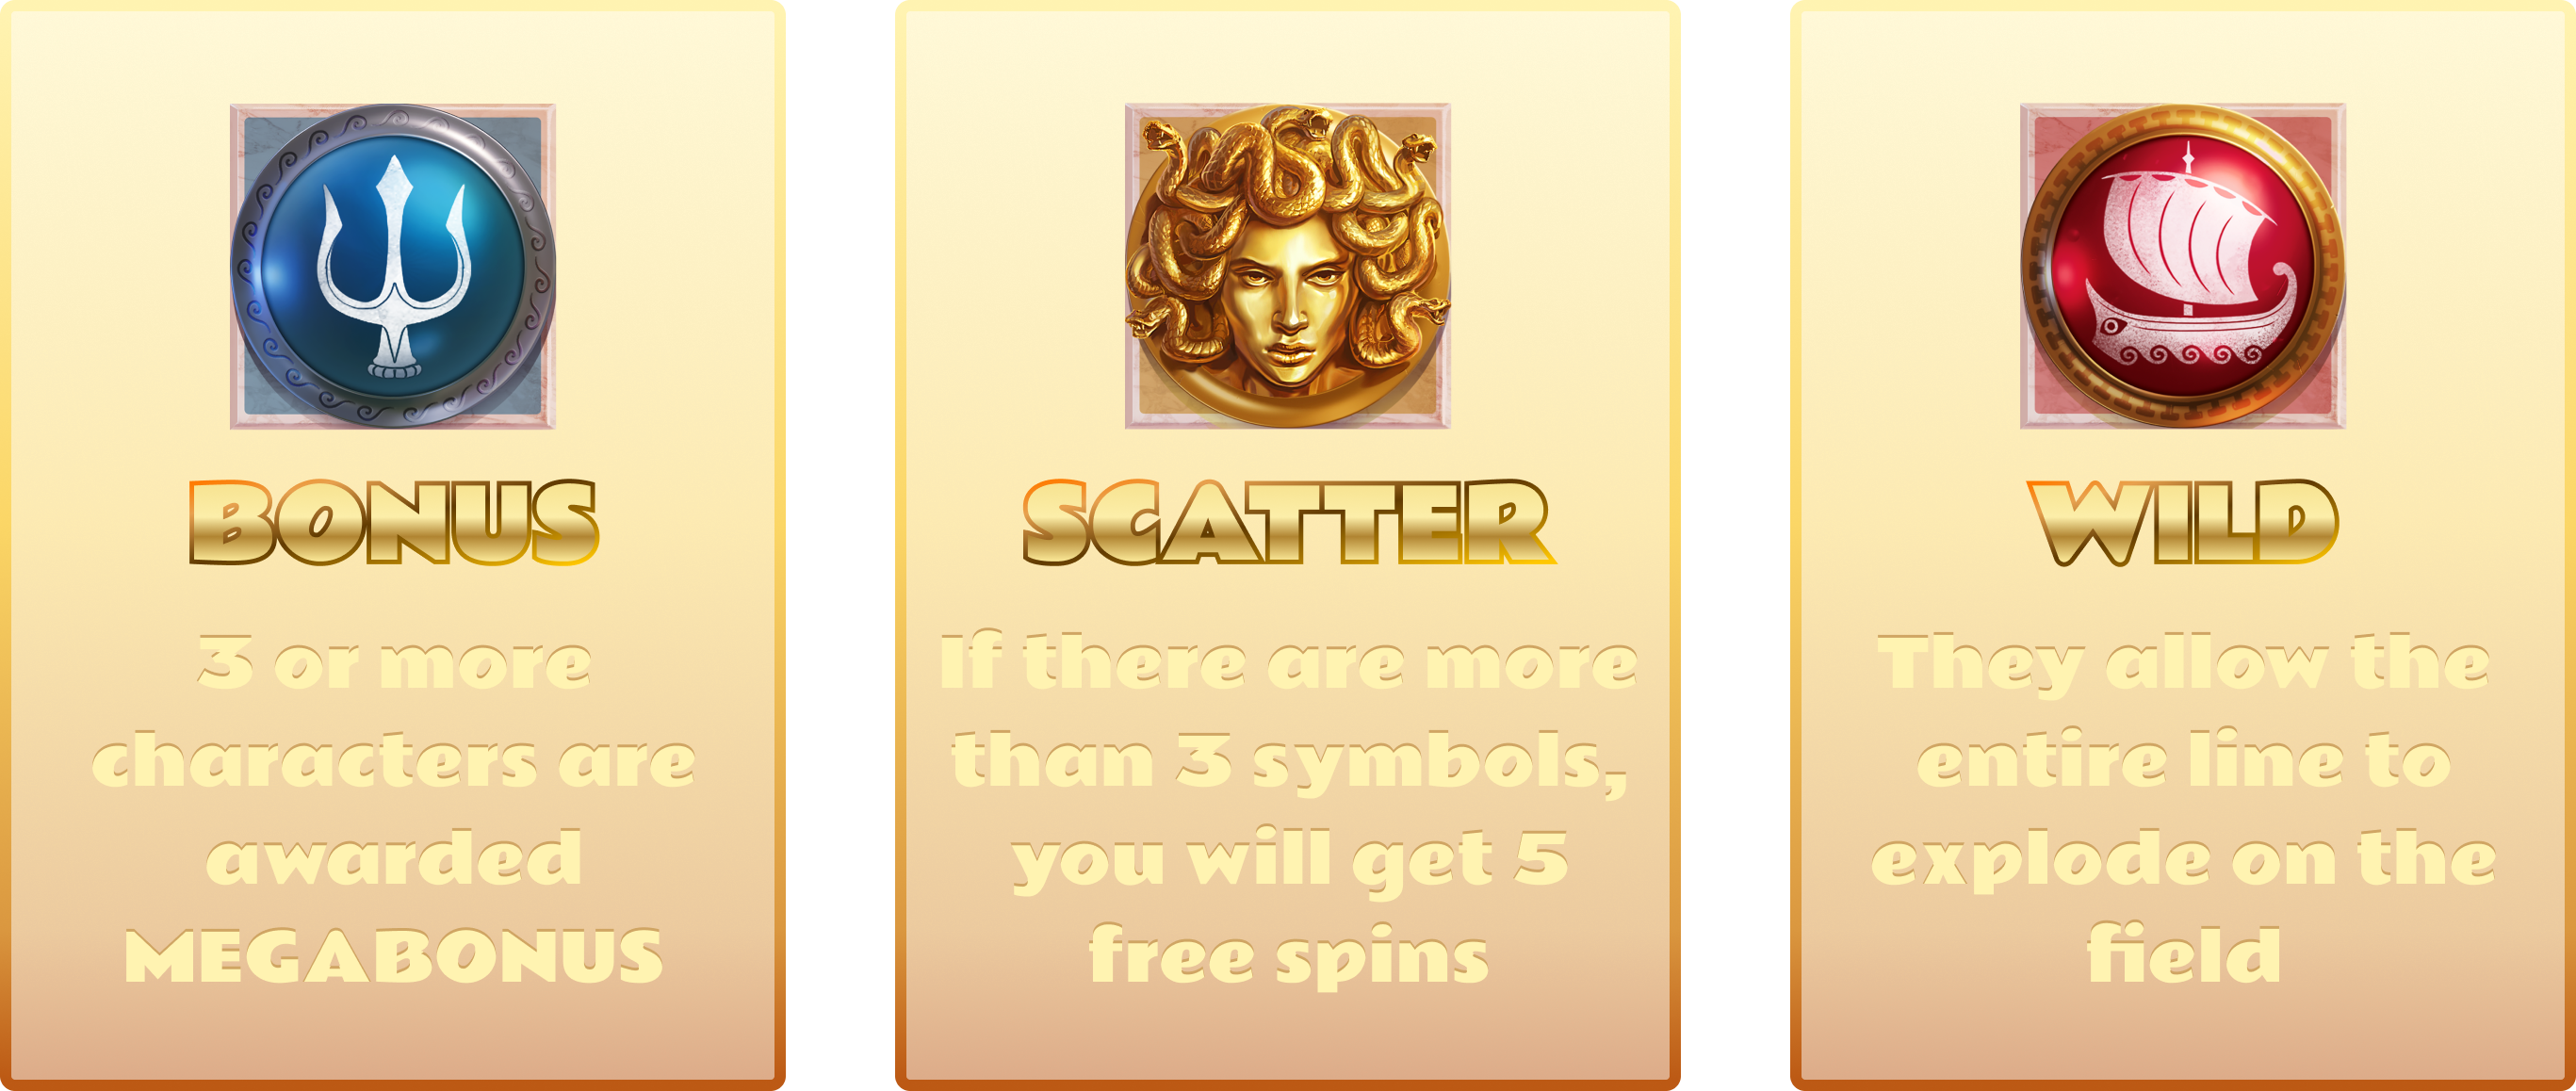 BONUS
3 or more
characters are
awarded
MEGABONUS
SCATTER
If there are more
than 3 symbols,
you will get 5
free spins
WILD
They allow the
entire line to
explode on the
field